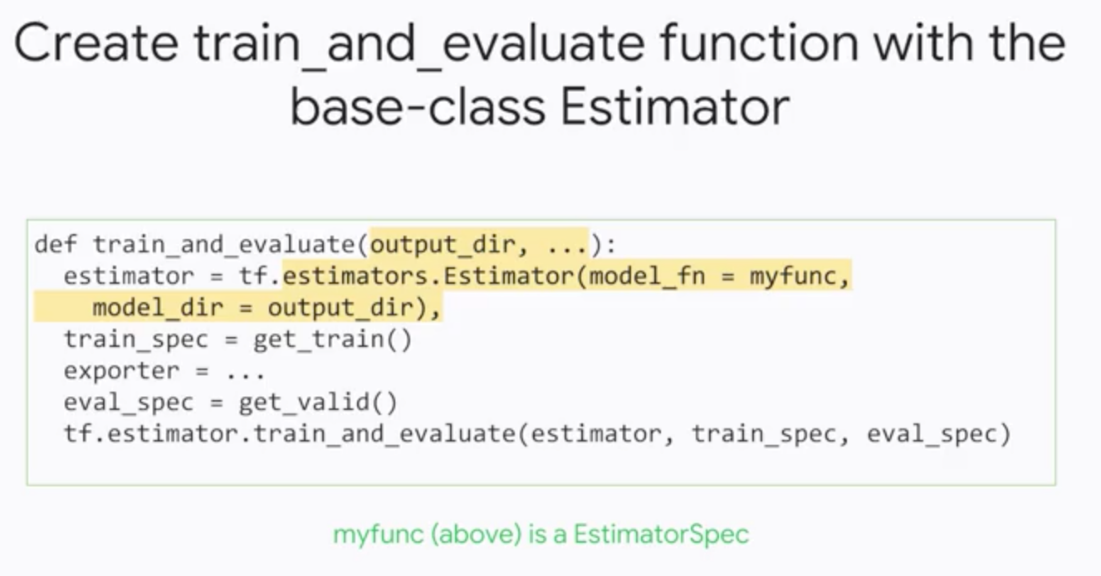 Create train_and_evaluate function with the
base-class Estimator
def train_and_evaluate(output_dir, ...):
  estimator = tf.estimators.Estimator(model_fn = myfunc,
    model_dir = output_dir),
  train_spec = get_train()
  exporter = ...
  eval_spec = get_valid()
  tf.estimator.train_and_evaluate(estimator, train_spec, eval_spec)
myfunc (above) is a EstimatorSpec